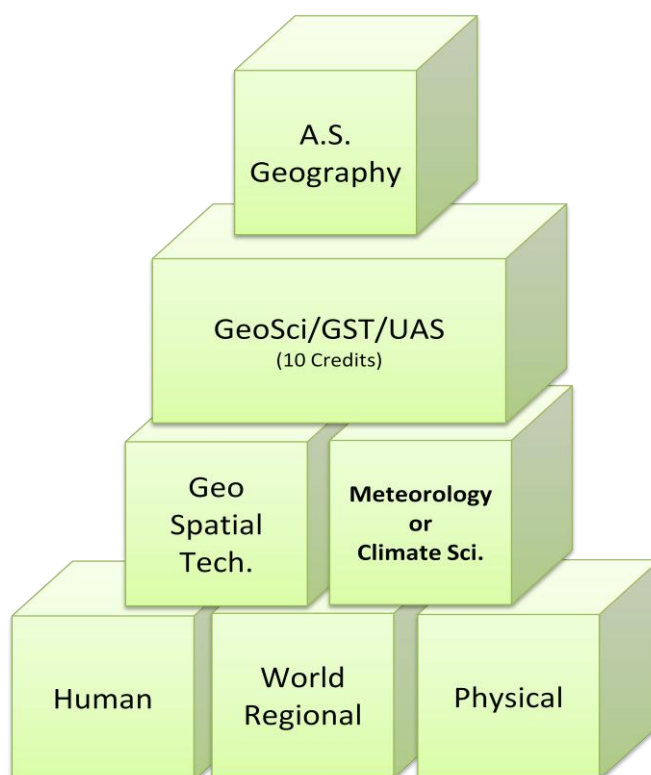 A.S.
Geography
GeoSci/GST/UAS
(10 Credits)
Geo
Spatial
Tech.
Meteorology
or
Climate Sci.
Human
World
Regional
Physical